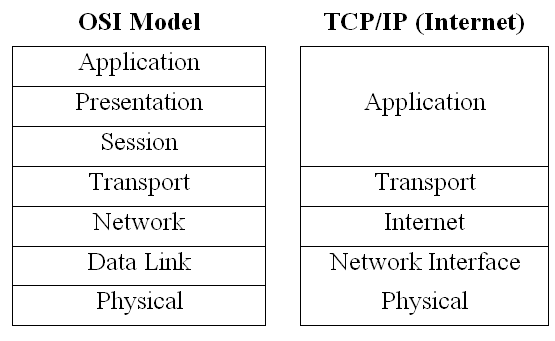 OSI Model
Application
Presentation
Session
Transport
Network
Data Link
Physical
TCP/IP (Internet)
Application
Transport
Internet
Network Interface
Physical